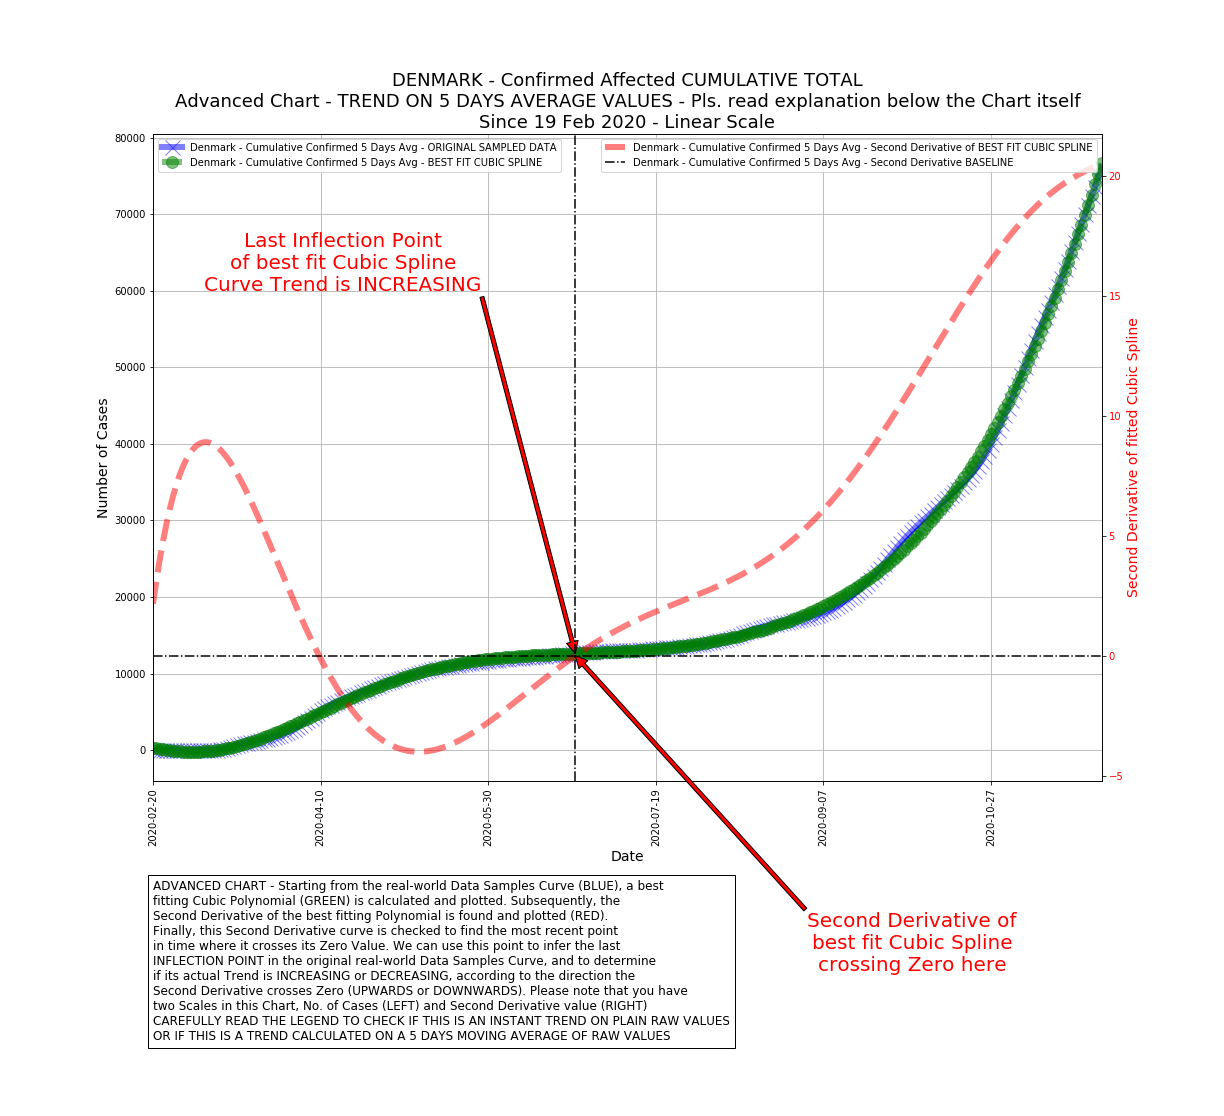 DENMARK - Confirmed Affected CUMULATIVE TOTAL
Advanced Chart - TREND ON 5 DAYS AVERAGE VALUES - Pls. read explanation below the Chart itself
Since 19 Feb 2020 - Linear Scale
Denmark - Cumulative Confirmed 5 Days Avg - ORIGINAL SAMPLED DATA
Denmark - Cumulative Confirmed 5 Days Avg - BEST FIT CUBIC SPLINE
Denmark - Cumulative Confirmed 5 Days Avg - Second Derivative of BEST FIT CUBIC SPLINE
Denmark - Cumulative Confirmed 5 Days Avg - Second Derivative BASELINE
Last Inflection Point
of best fit Cubic Spline
Curve Trend is INCREASING
Number of Cases
80000
70000
60000
50000
40000
30000
20000
10000
0
20
15
10
5
0
−5
Second Derivative of fitted Cubic Spline
2020-02-20
2020-04-10
2020-05-30
2020-07-19
2020-09-07
2020-10-27
Date
ADVANCED CHART - Starting from the real-world Data Samples Curve (BLUE), a best
fitting Cubic Polynomial (GREEN) is calculated and plotted. Subsequently, the
Second Derivative of the best fitting Polynomial is found and plotted (RED).
Finally, this Second Derivative curve is checked to find the most recent point
in time where it crosses its Zero Value. We can use this point to infer the last
INFLECTION POINT in the original real-world Data Samples Curve, and to determine
if its actual Trend is INCREASING or DECREASING, according to the direction the
Second Derivative crosses Zero (UPWARDS or DOWNWARDS). Please note that you have
two Scales in this Chart, No. of Cases (LEFT) and Second Derivative value (RIGHT)
CAREFULLY READ THE LEGEND TO CHECK IF THIS IS AN INSTANT TREND ON PLAIN RAW VALUES
OR IF THIS IS A TREND CALCULATED ON A 5 DAYS MOVING AVERAGE OF RAW VALUES
Second Derivative of
best fit Cubic Spline
crossing Zero here